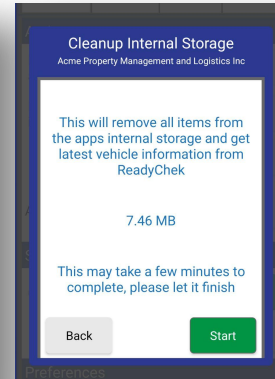 Cleanup Internal Storage
Acme Property Management and Logistics Inc
This will remove all items from
the apps internal storage and get
latest vehicle information from
ReadyChek
7.46 MB
This may take a few minutes to
complete, please let it finish
Back
Start
Preferences